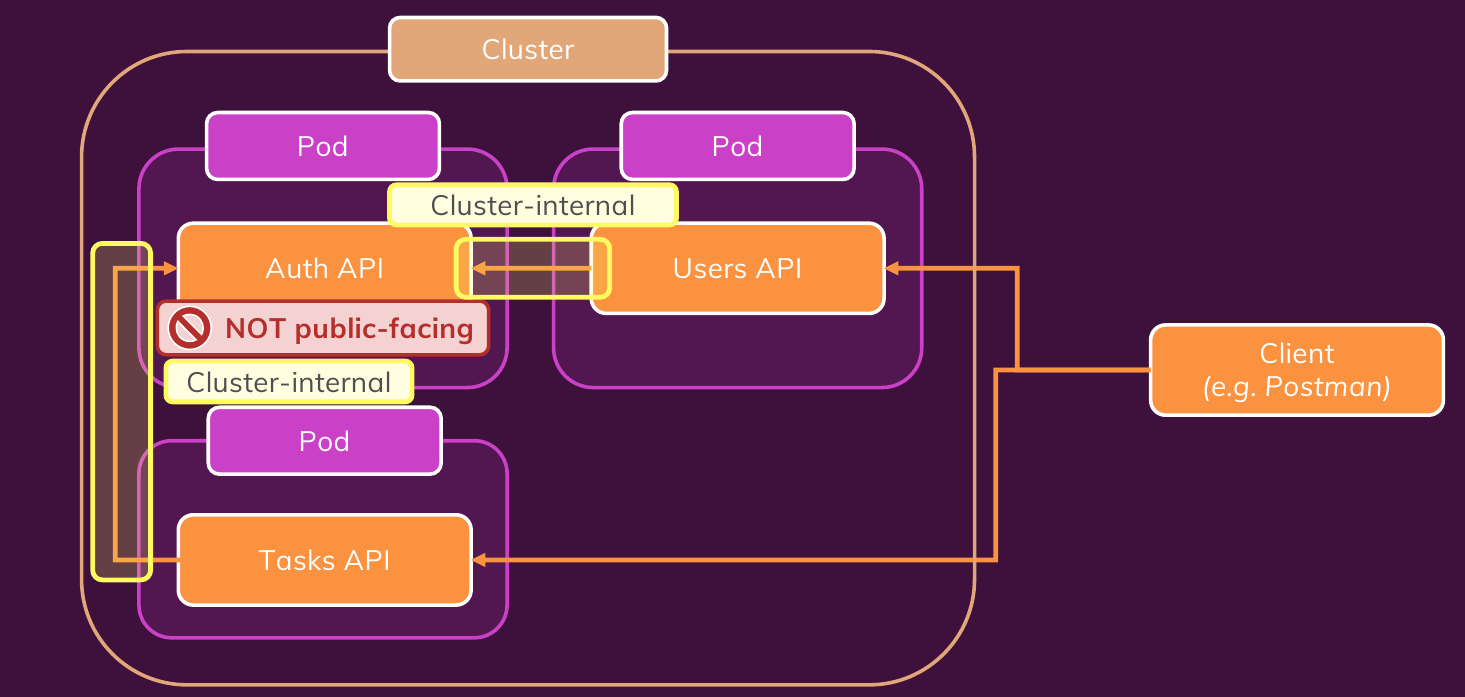 Cluster
Pod
Pod
Cluster-internal
Auth API
Users API
NOT public-facing
Client
(e.g. Postman)
Cluster-internal
Pod
Tasks API